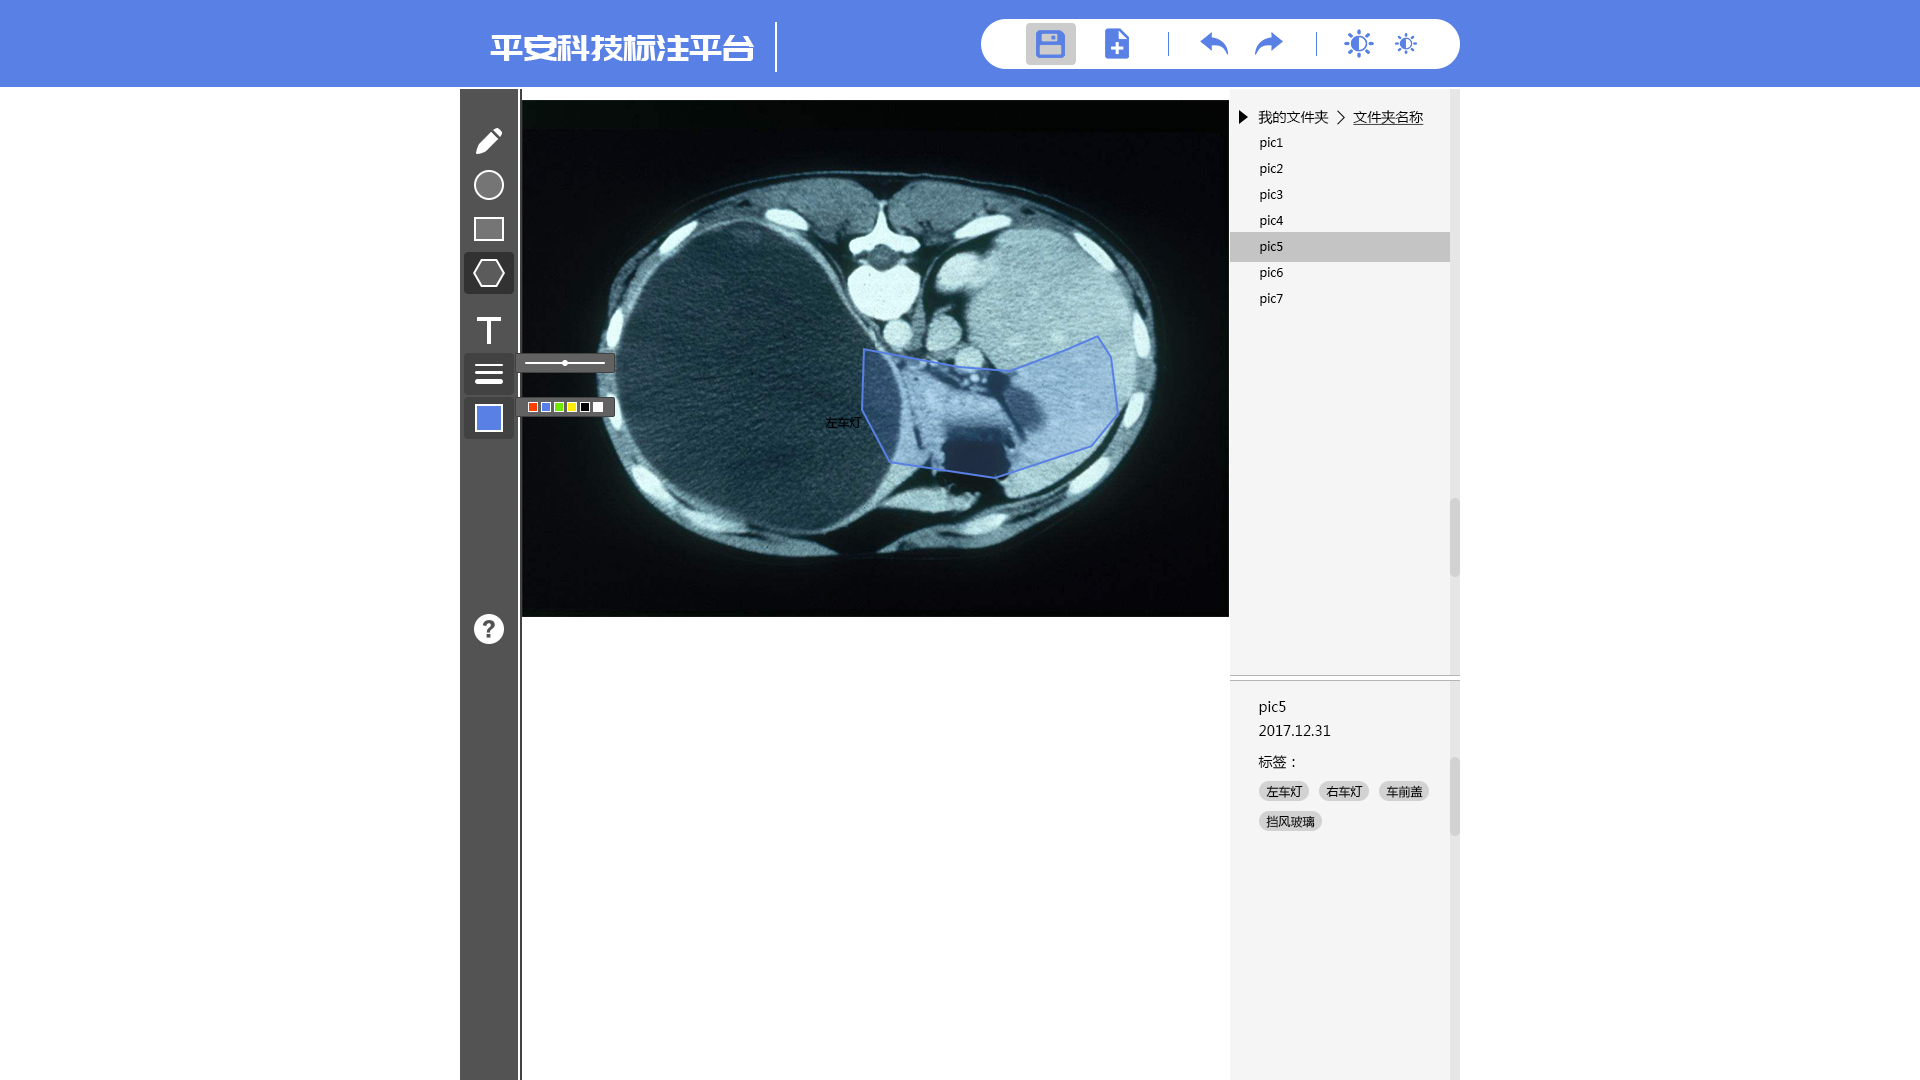 平安科技标注平台
我的文件夹 > 文件夹名称
pic1
pic2
pic3
pic4
pic5
pic6
pic7
T
左车灯
?
pic5
2017.12.31
标签：
左车灯 右车灯 车前盖
挡风玻璃